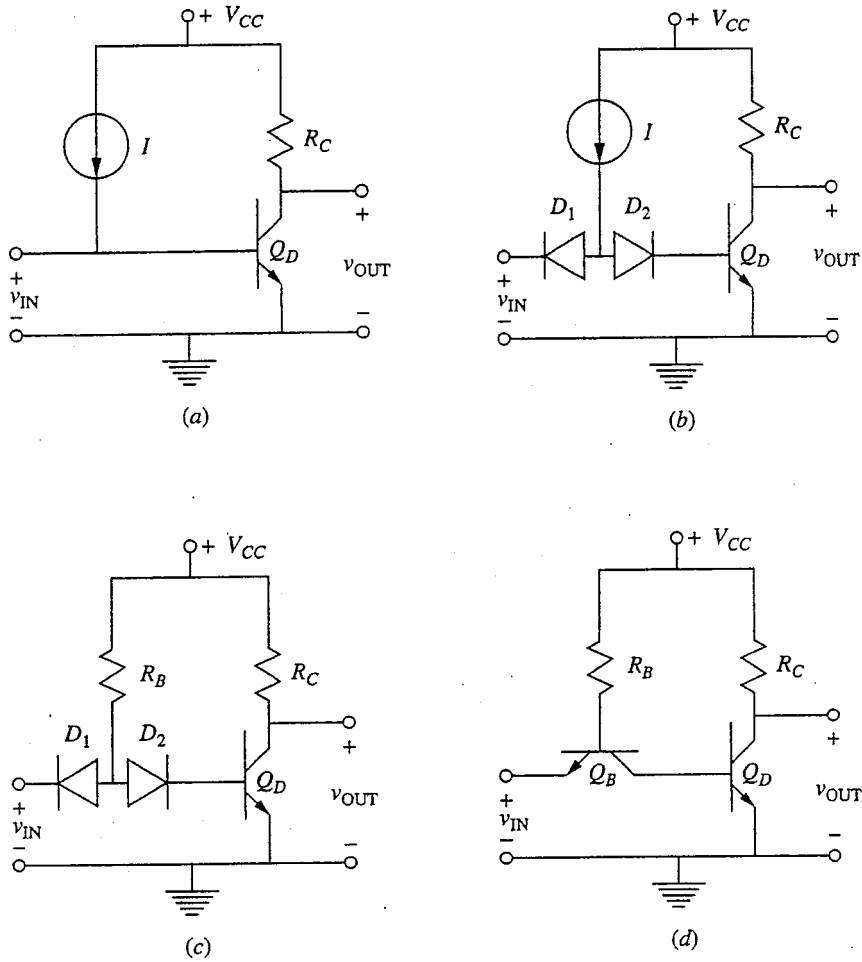 + V_CC
I
R_C
+
Q_D
+
v_IN
v_OUT
−
−
(a)
+ V_CC
I
R_C
D_1
D_2
+
Q_D
+
v_IN
v_OUT
−
−
(b)
+ V_CC
R_B
R_C
D_1
D_2
+
Q_D
+
v_IN
v_OUT
−
−
(c)
+ V_CC
R_B
R_C
+
Q_B
Q_D
+
v_IN
v_OUT
−
−
(d)